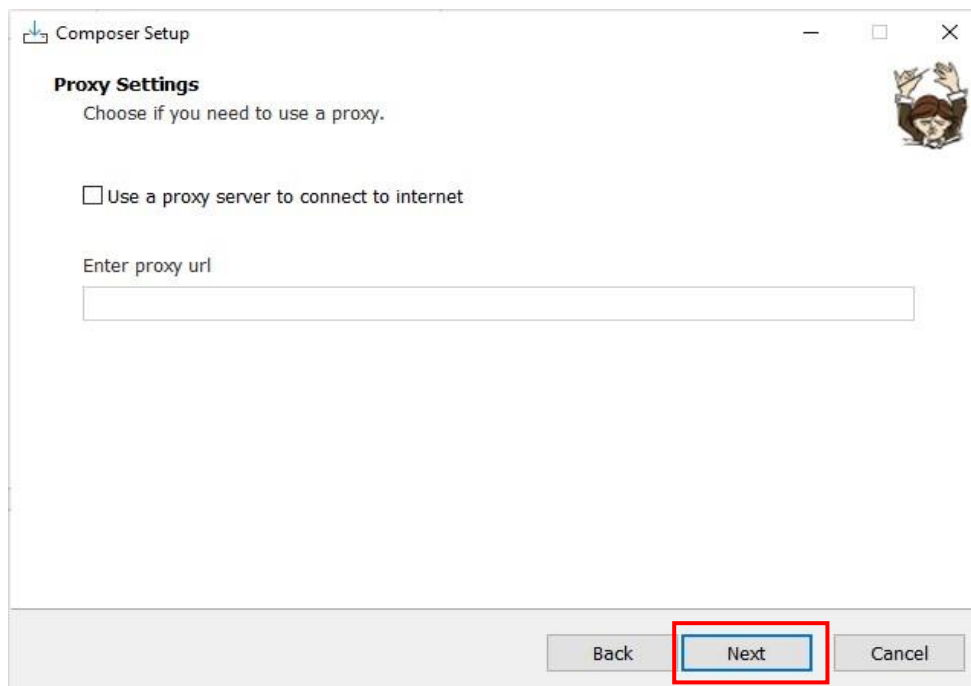 Composer Setup
Proxy Settings
Choose if you need to use a proxy.
Use a proxy server to connect to internet
Enter proxy url
Back
Next
Cancel